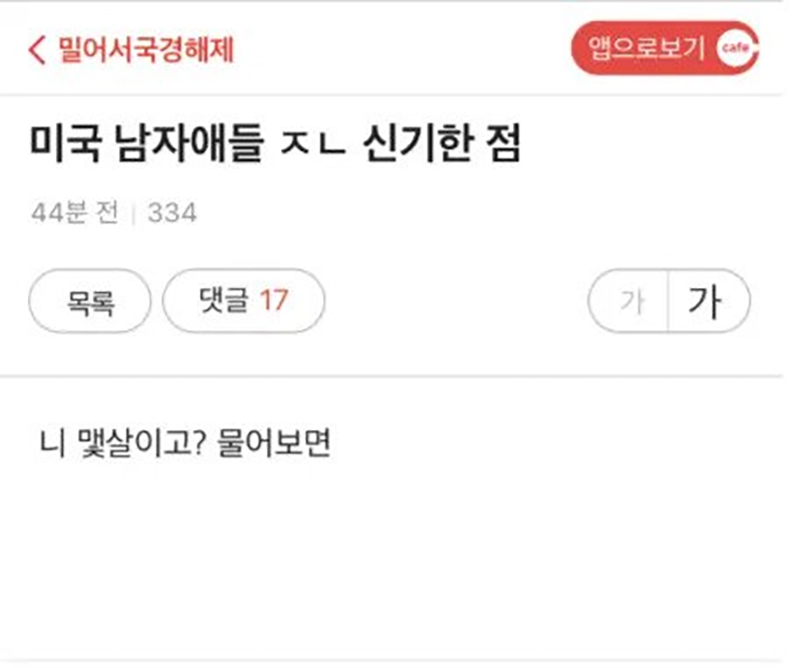 밀어서국경해제
앱으로보기 cafe
미국 남자애들 ㅈㄴ 신기한 점
44분 전 | 334
목록 댓글 17 가 가
니 맻살이고? 물어보면